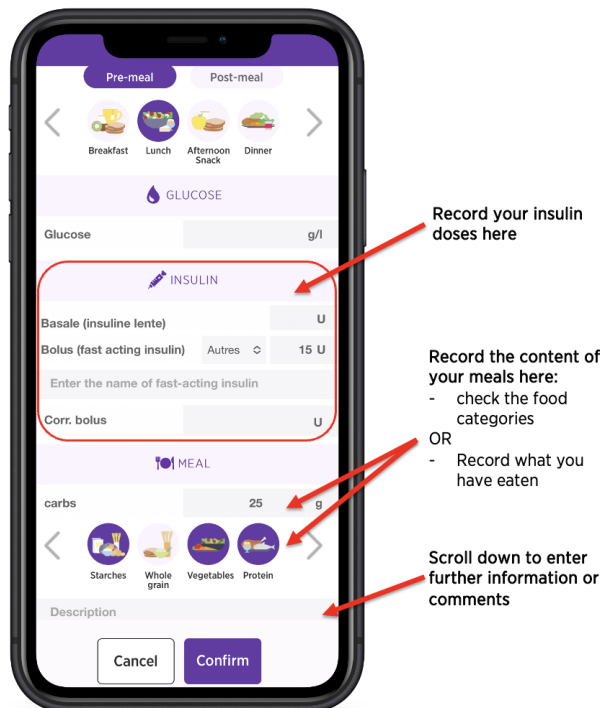 Pre-meal Post-meal
Breakfast Lunch Afternoon Snack Dinner
GLUCOSE
Glucose g/l
Record your insulin
doses here
INSULIN
Basale (insuline lente) U
Bolus (fast acting insulin) Autres 15 U
Enter the name of fast-acting insulin
Corr. bolus U
Record the content of
your meals here:
- check the food
categories
OR
- Record what you
have eaten
MEAL
carbs 25 g
Starches Whole grain Vegetables Protein
Description
Scroll down to enter
further information or
comments
Cancel Confirm